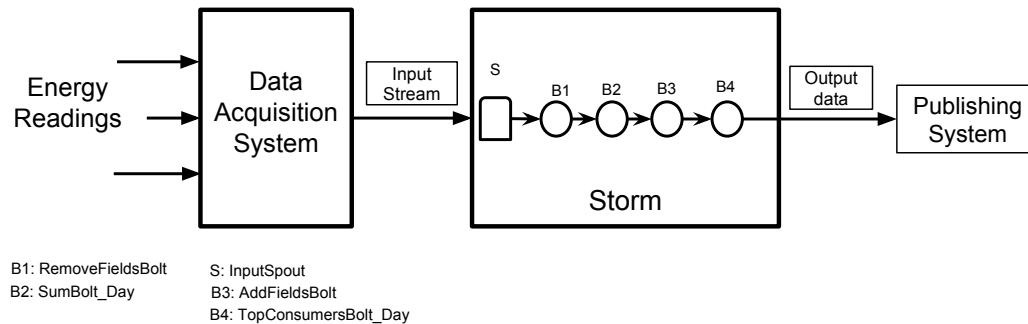 Energy
Readings
Data
Acquisition
System
Input
Stream
S
B1
B2
B3
B4
Storm
Output
data
Publishing
System
B1: RemoveFieldsBolt
B2: SumBolt_Day
S: InputSpout
B3: AddFieldsBolt
B4: TopConsumersBolt_Day